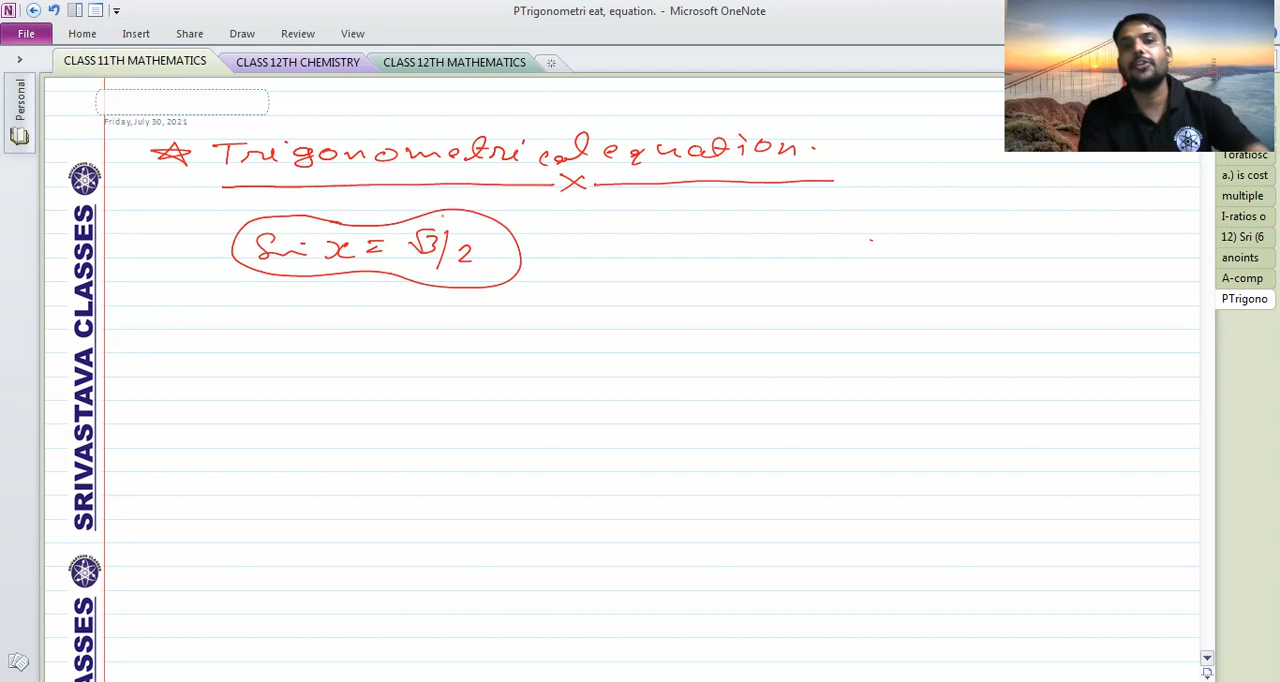 PTrigonometri eat, equation. - Microsoft OneNote
File Home Insert Share Draw Review View
CLASS 11TH MATHEMATICS CLASS 12TH CHEMISTRY CLASS 12TH MATHEMATICS
Personal
Friday, July 30, 2021
Trigonometrical equation.
Sin x = √3/2
SRIVASTAVA CLASSES
ASSES
Toratiosc
a.) is cost
multiple
I-ratios o
12) Sri (6
anoints
A-comp
PTrigono